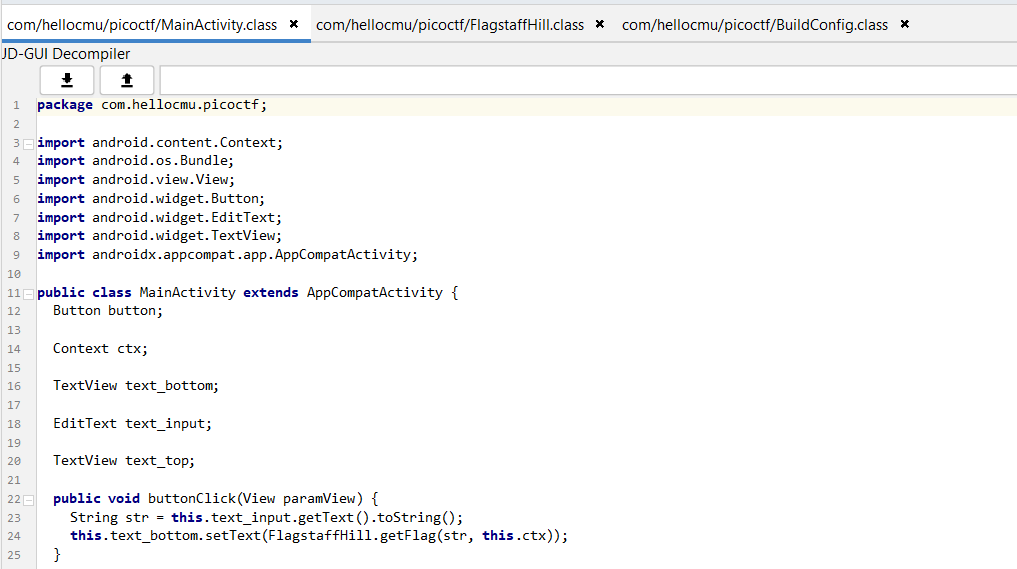 com/hellocmu/picoctf/MainActivity.class × com/hellocmu/picoctf/FlagstaffHill.class × com/hellocmu/picoctf/BuildConfig.class ×
JD-GUI Decompiler
1 package com.hellocmu.picoctf;
2
3 import android.content.Context;
4 import android.os.Bundle;
5 import android.view.View;
6 import android.widget.Button;
7 import android.widget.EditText;
8 import android.widget.TextView;
9 import androidx.appcompat.app.AppCompatActivity;
10
11 public class MainActivity extends AppCompatActivity {
12 Button button;
13
14 Context ctx;
15
16 TextView text_bottom;
17
18 EditText text_input;
19
20 TextView text_top;
21
22 public void buttonClick(View paramView) {
23 String str = this.text_input.getText().toString();
24 this.text_bottom.setText(FlagstaffHill.getFlag(str, this.ctx));
25 }